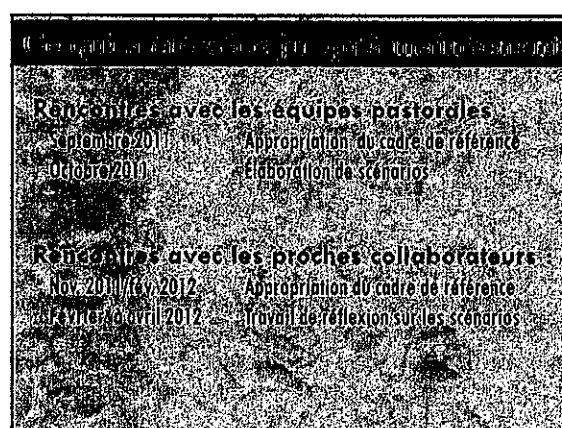 Rencontres avec les équipes pastorales :
Septembre 2011 Appropriation du cadre de référence
Octobre 2011 Élaboration de scénarios
Rencontres avec les proches collaborateurs :
Nov. 2011/fév. 2012 Appropriation du cadre de référence
Février à avril 2012 Travail de réflexion sur les scénarios